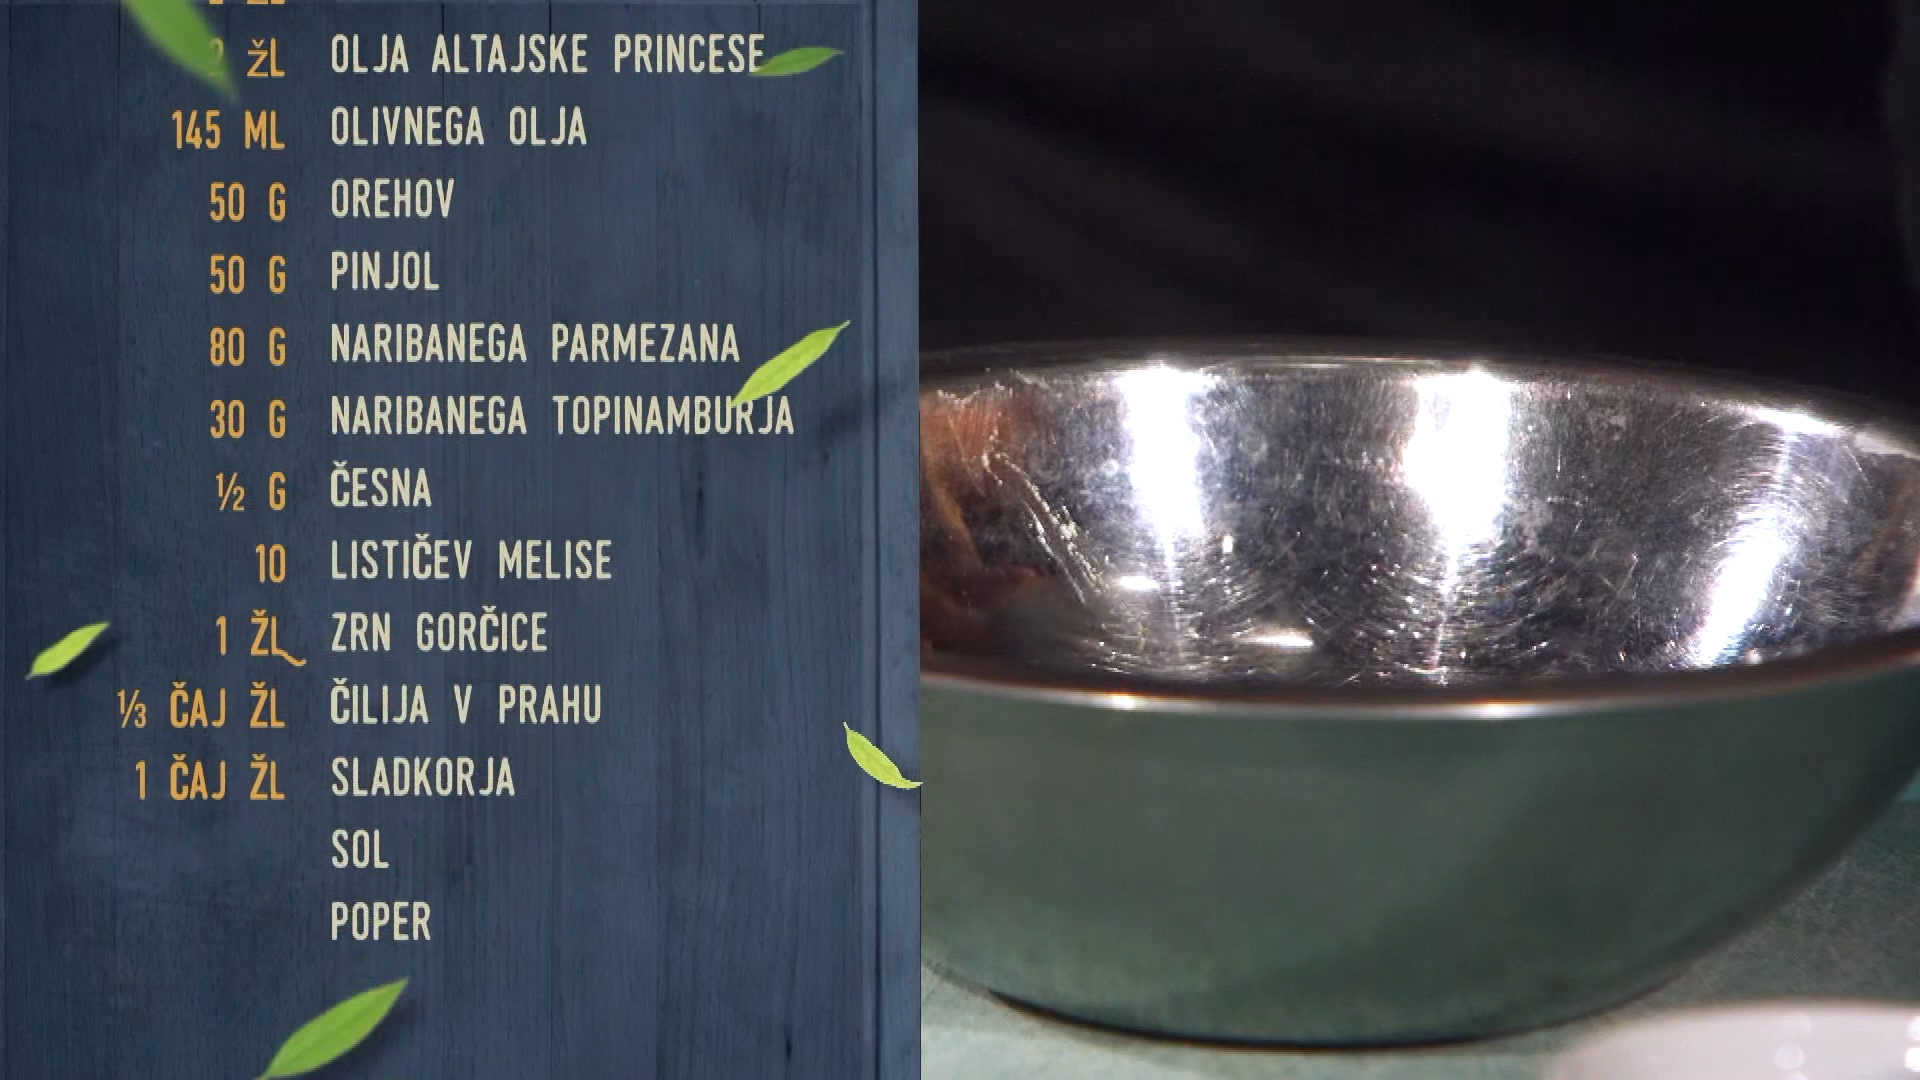 2 ŽL OLJA ALTAJSKE PRINCESE
145 ML OLIVNEGA OLJA
50 G OREHOV
50 G PINJOL
80 G NARIBANEGA PARMEZANA
30 G NARIBANEGA TOPINAMBURJA
½ G ČESNA
10 LISTIČEV MELISE
1 ŽL ZRN GORČICE
⅓ ČAJ ŽL ČILIJA V PRAHU
1 ČAJ ŽL SLADKORJA
SOL
POPER